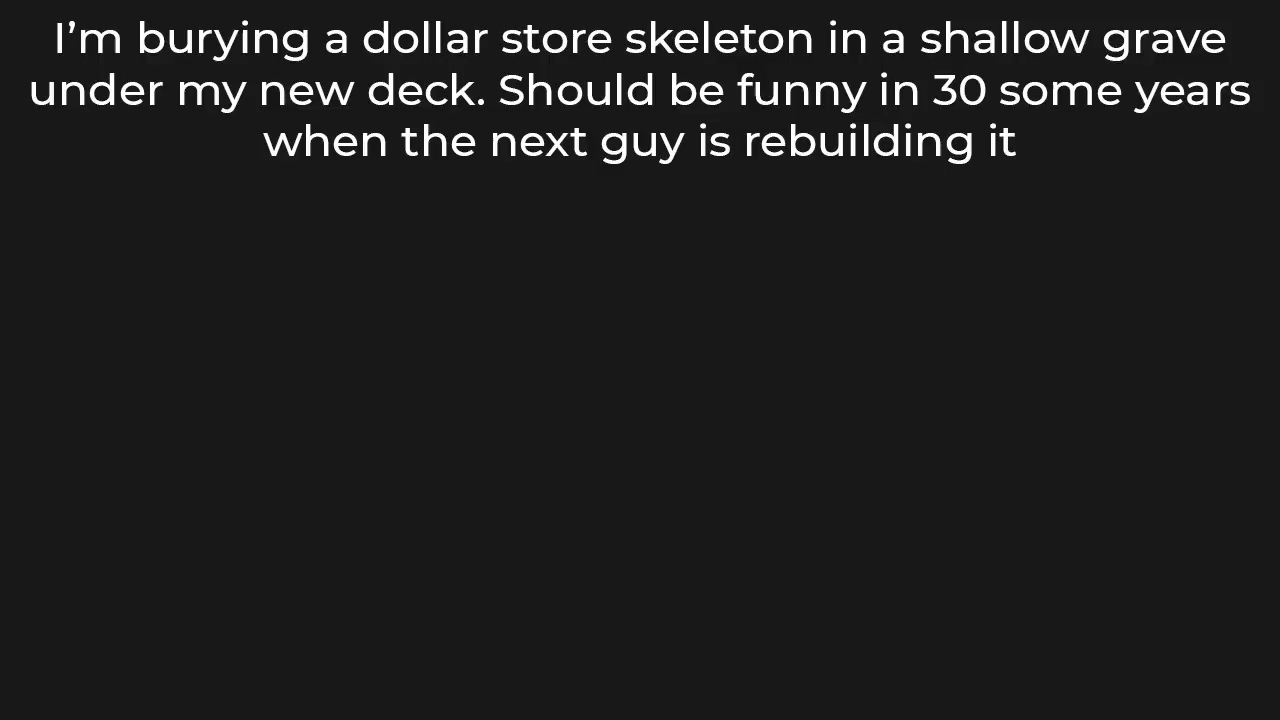 I’m burying a dollar store skeleton in a shallow grave
under my new deck. Should be funny in 30 some years
when the next guy is rebuilding it